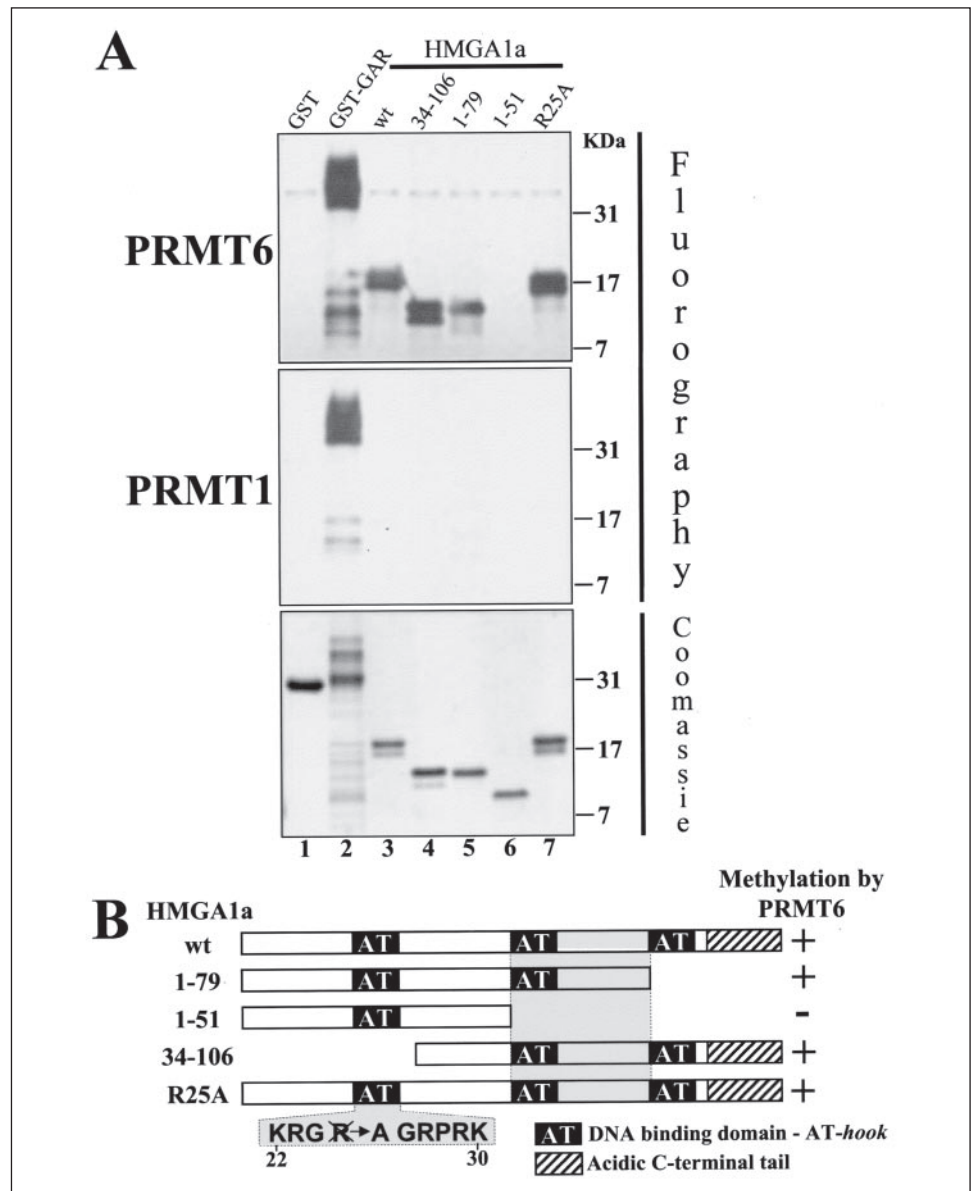 A
HMGA1a
GST
GST-GAR
wt
34-106
1-79
1-51
R25A
KDa
PRMT6
31
17
7
PRMT1
31
17
7
31
17
7
Fluorography
Coomassie
1 2 3 4 5 6 7
B
HMGA1a
Methylation by
PRMT6
wt AT AT AT +
1-79 AT AT +
1-51 AT -
34-106 AT AT +
R25A AT AT AT +
KRG R→A GRPRK
22 30
AT DNA binding domain - AT-hook
Acidic C-terminal tail